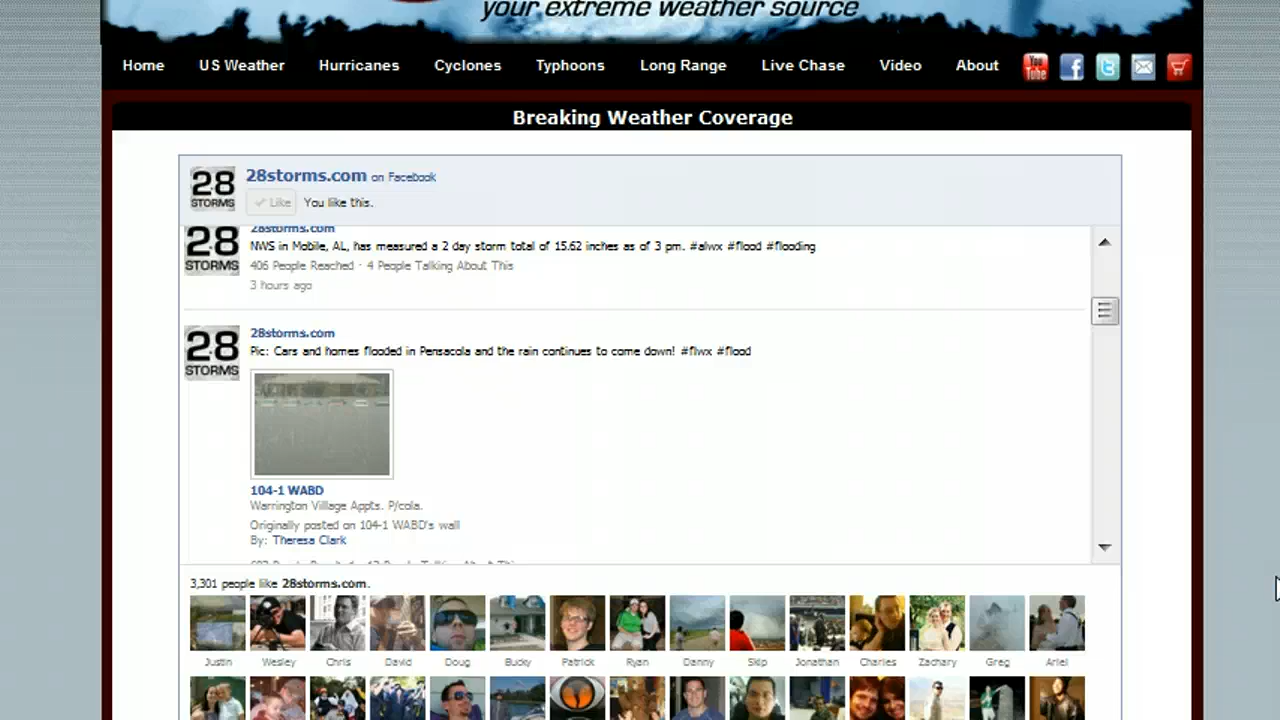 your extreme weather source
Home US Weather Hurricanes Cyclones Typhoons Long Range Live Chase Video About You Tube f t
Breaking Weather Coverage
28 STORMS
28storms.com on Facebook
Like You like this.
28 STORMS
28storms.com
NWS in Mobile, AL, has measured a 2 day storm total of 15.62 inches as of 3 pm. #alwx #flood #flooding
406 People Reached · 4 People Talking About This
3 hours ago
28 STORMS
28storms.com
Pic: Cars and homes flooded in Pensacola and the rain continues to come down! #flwx #flood
104-1 WABD
Warrington Village Appts. P/cola.
Originally posted on 104-1 WABD's wall
By: Theresa Clark
3,301 people like 28storms.com.
Justin Wesley Chris David Doug Bucky Patrick Ryan Danny Skip Jonathan Charles Zachary Greg Ariel